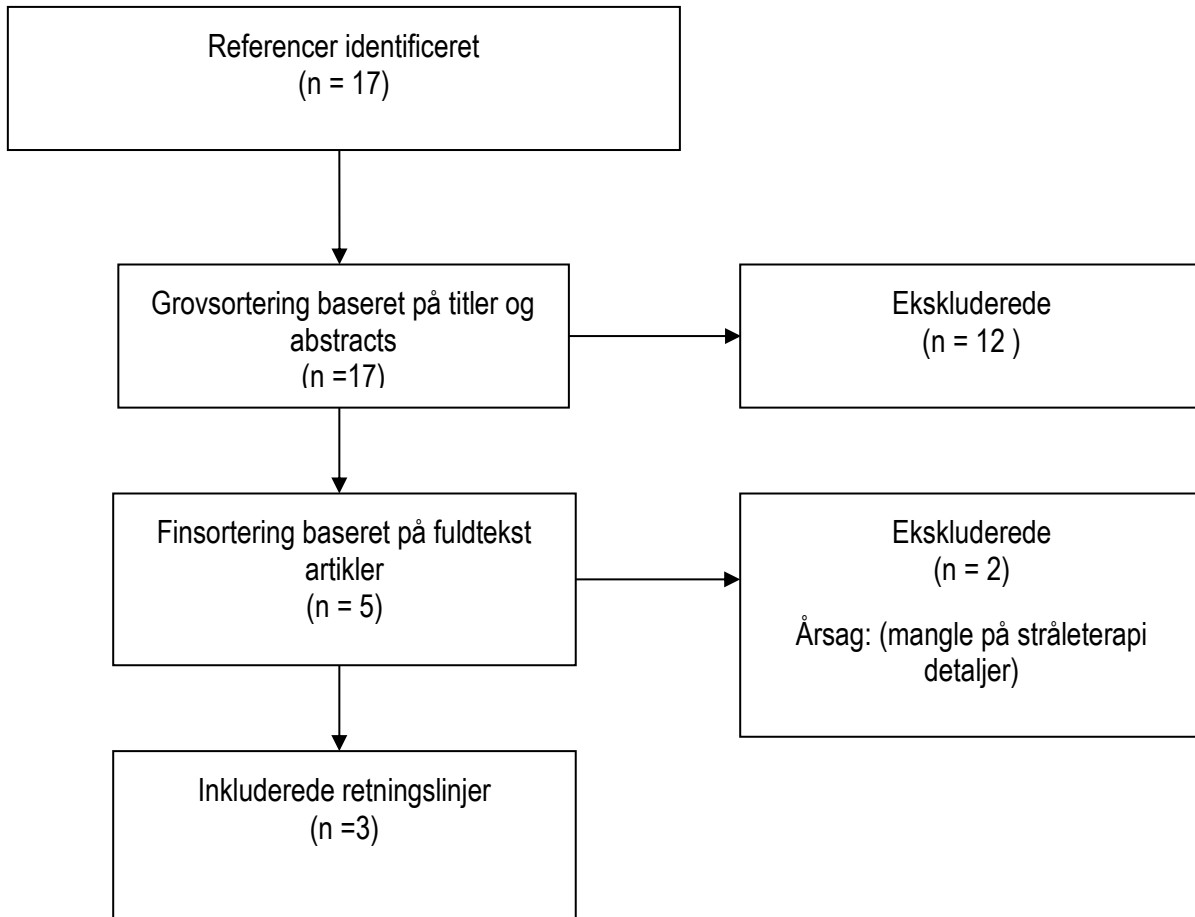 Referencer identificeret
(n = 17)
Grovsortering baseret på titler og
abstracts
(n =17)
Ekskluderede
(n = 12 )
Finsortering baseret på fuldtekst
artikler
(n = 5)
Ekskluderede
(n = 2)
Årsag: (mangle på stråleterapi
detaljer)
Inkluderede retningslinjer
(n =3)